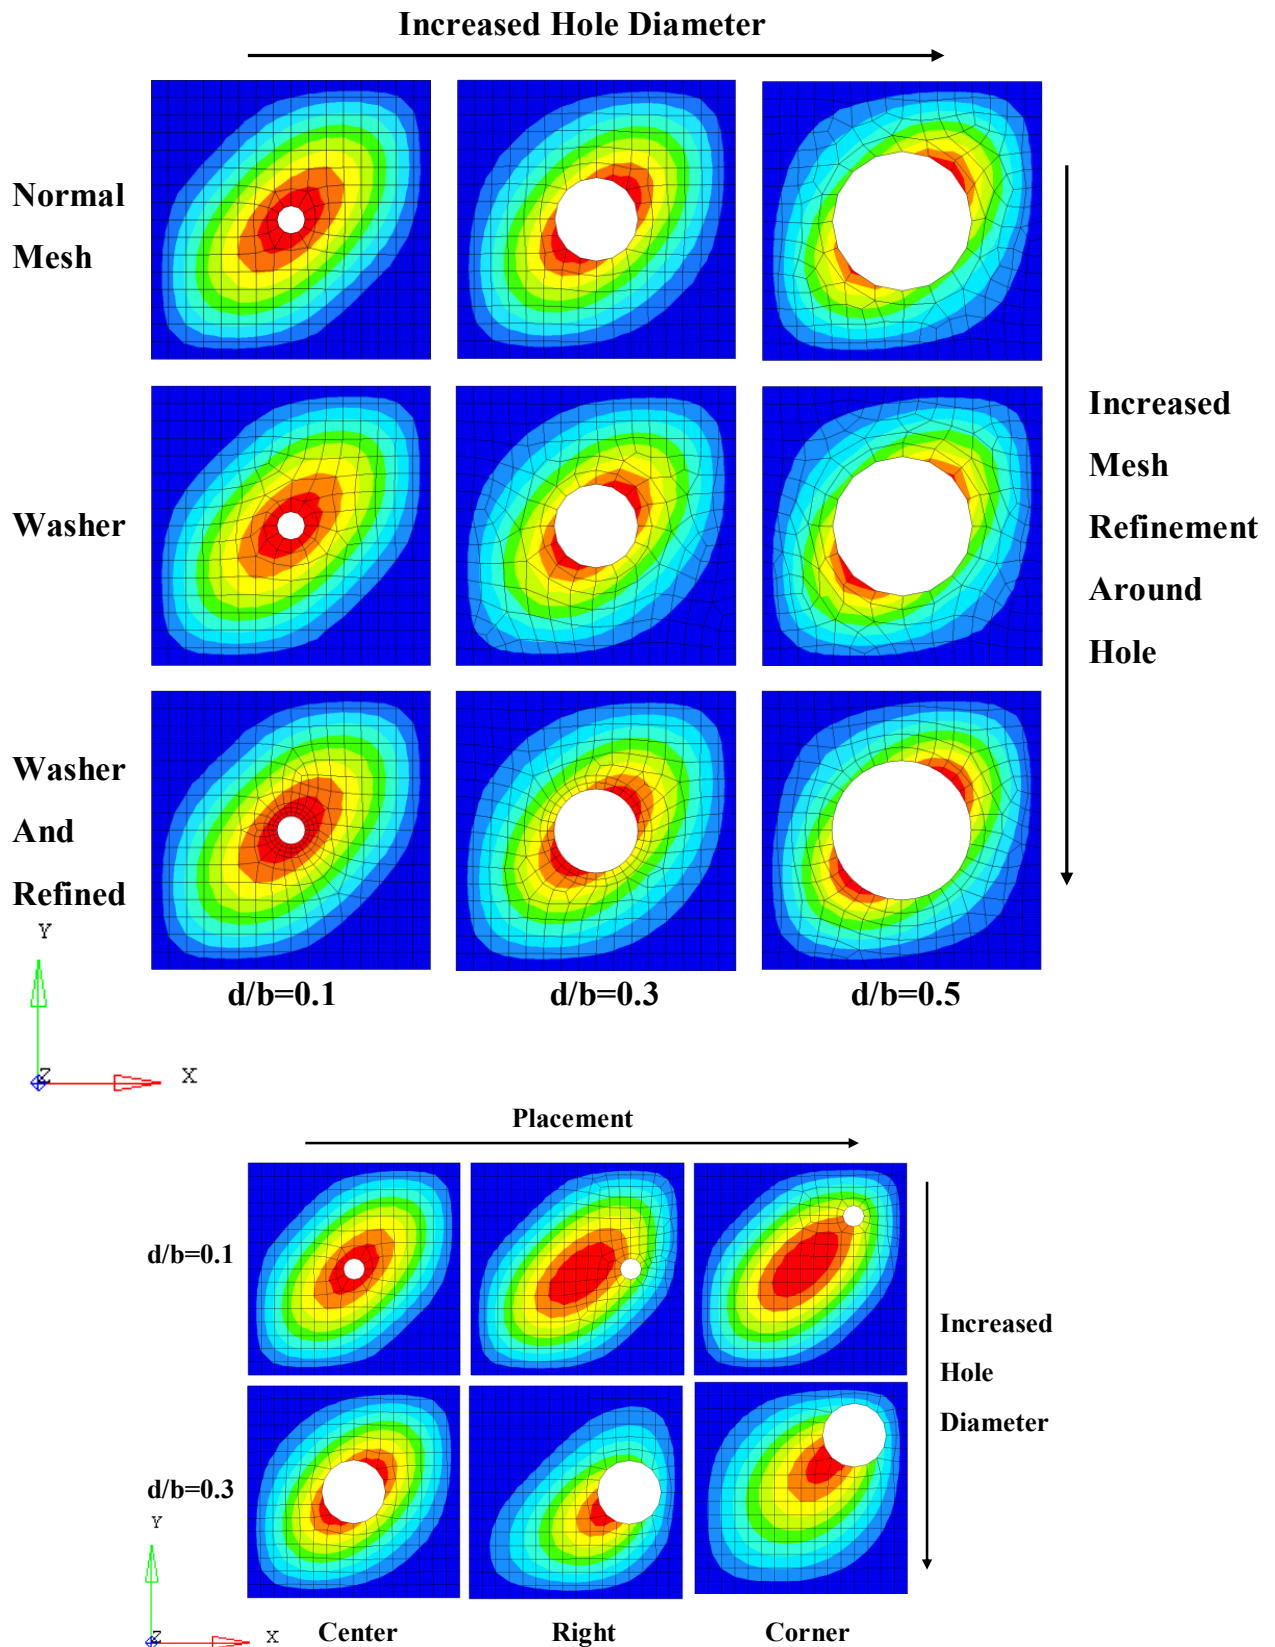 Increased Hole Diameter
Normal
Mesh
Washer
Washer
And
Refined
Increased
Mesh
Refinement
Around
Hole
d/b=0.1
d/b=0.3
d/b=0.5
Y
Z
X
Placement
d/b=0.1
d/b=0.3
Increased
Hole
Diameter
Y
Z
X
Center
Right
Corner